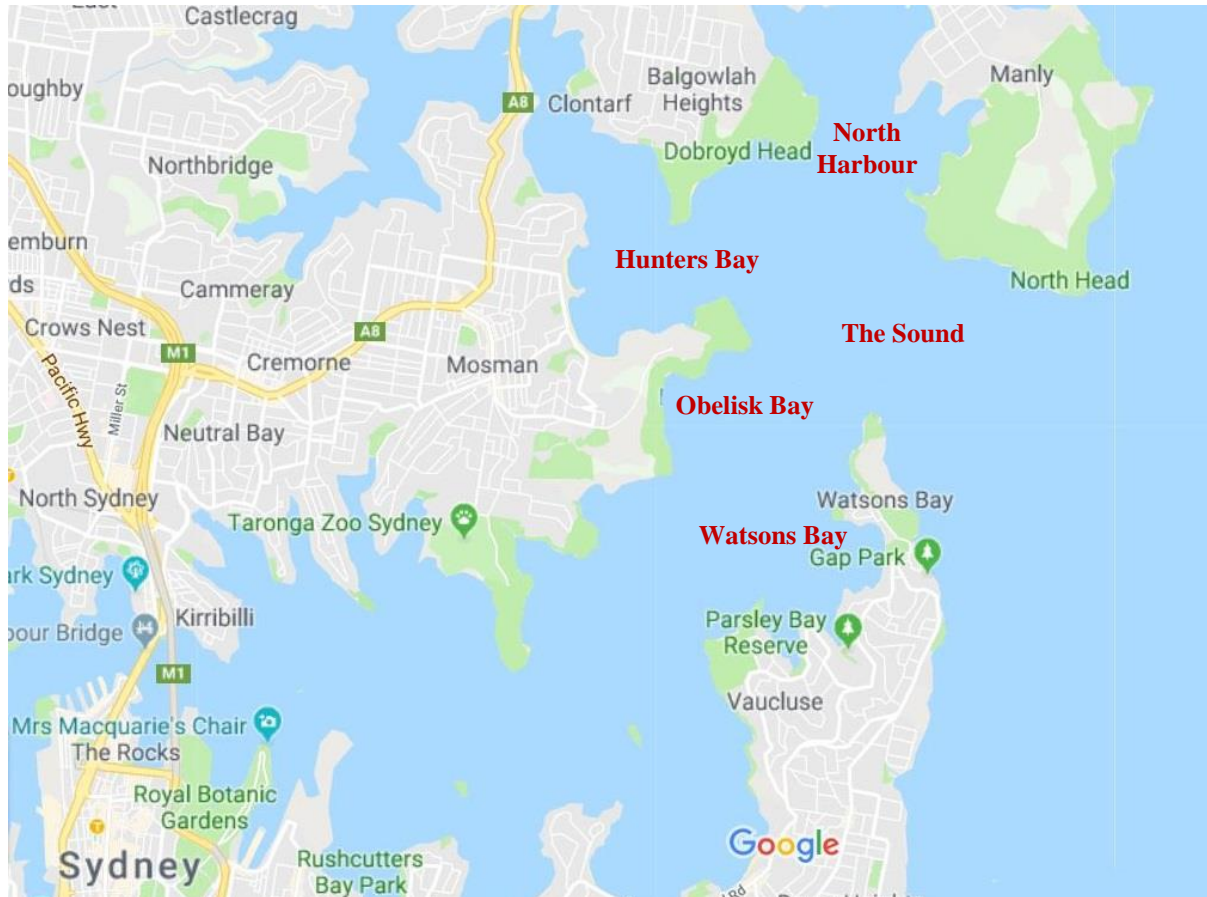 Castlecrag
oughby
Balgowlah
Heights
Manly
A8
Clontarf
North
Harbour
Dobroyd Head
Northbridge
emburn
Hunters Bay
ds
Cammeray
North Head
Crows Nest
A8
The Sound
M1
Cremorne
Mosman
Pacific Hwy
Miller St
Obelisk Bay
Neutral Bay
North Sydney
Watsons Bay
Taronga Zoo Sydney
Watsons Bay
Gap Park
ark Sydney
Kirribilli
Parsley Bay
Reserve
bour Bridge
M1
Vaucluse
Mrs Macquarie's Chair
The Rocks
Royal Botanic
Gardens
Google
Sydney
Rushcutters
Bay Park
Rd